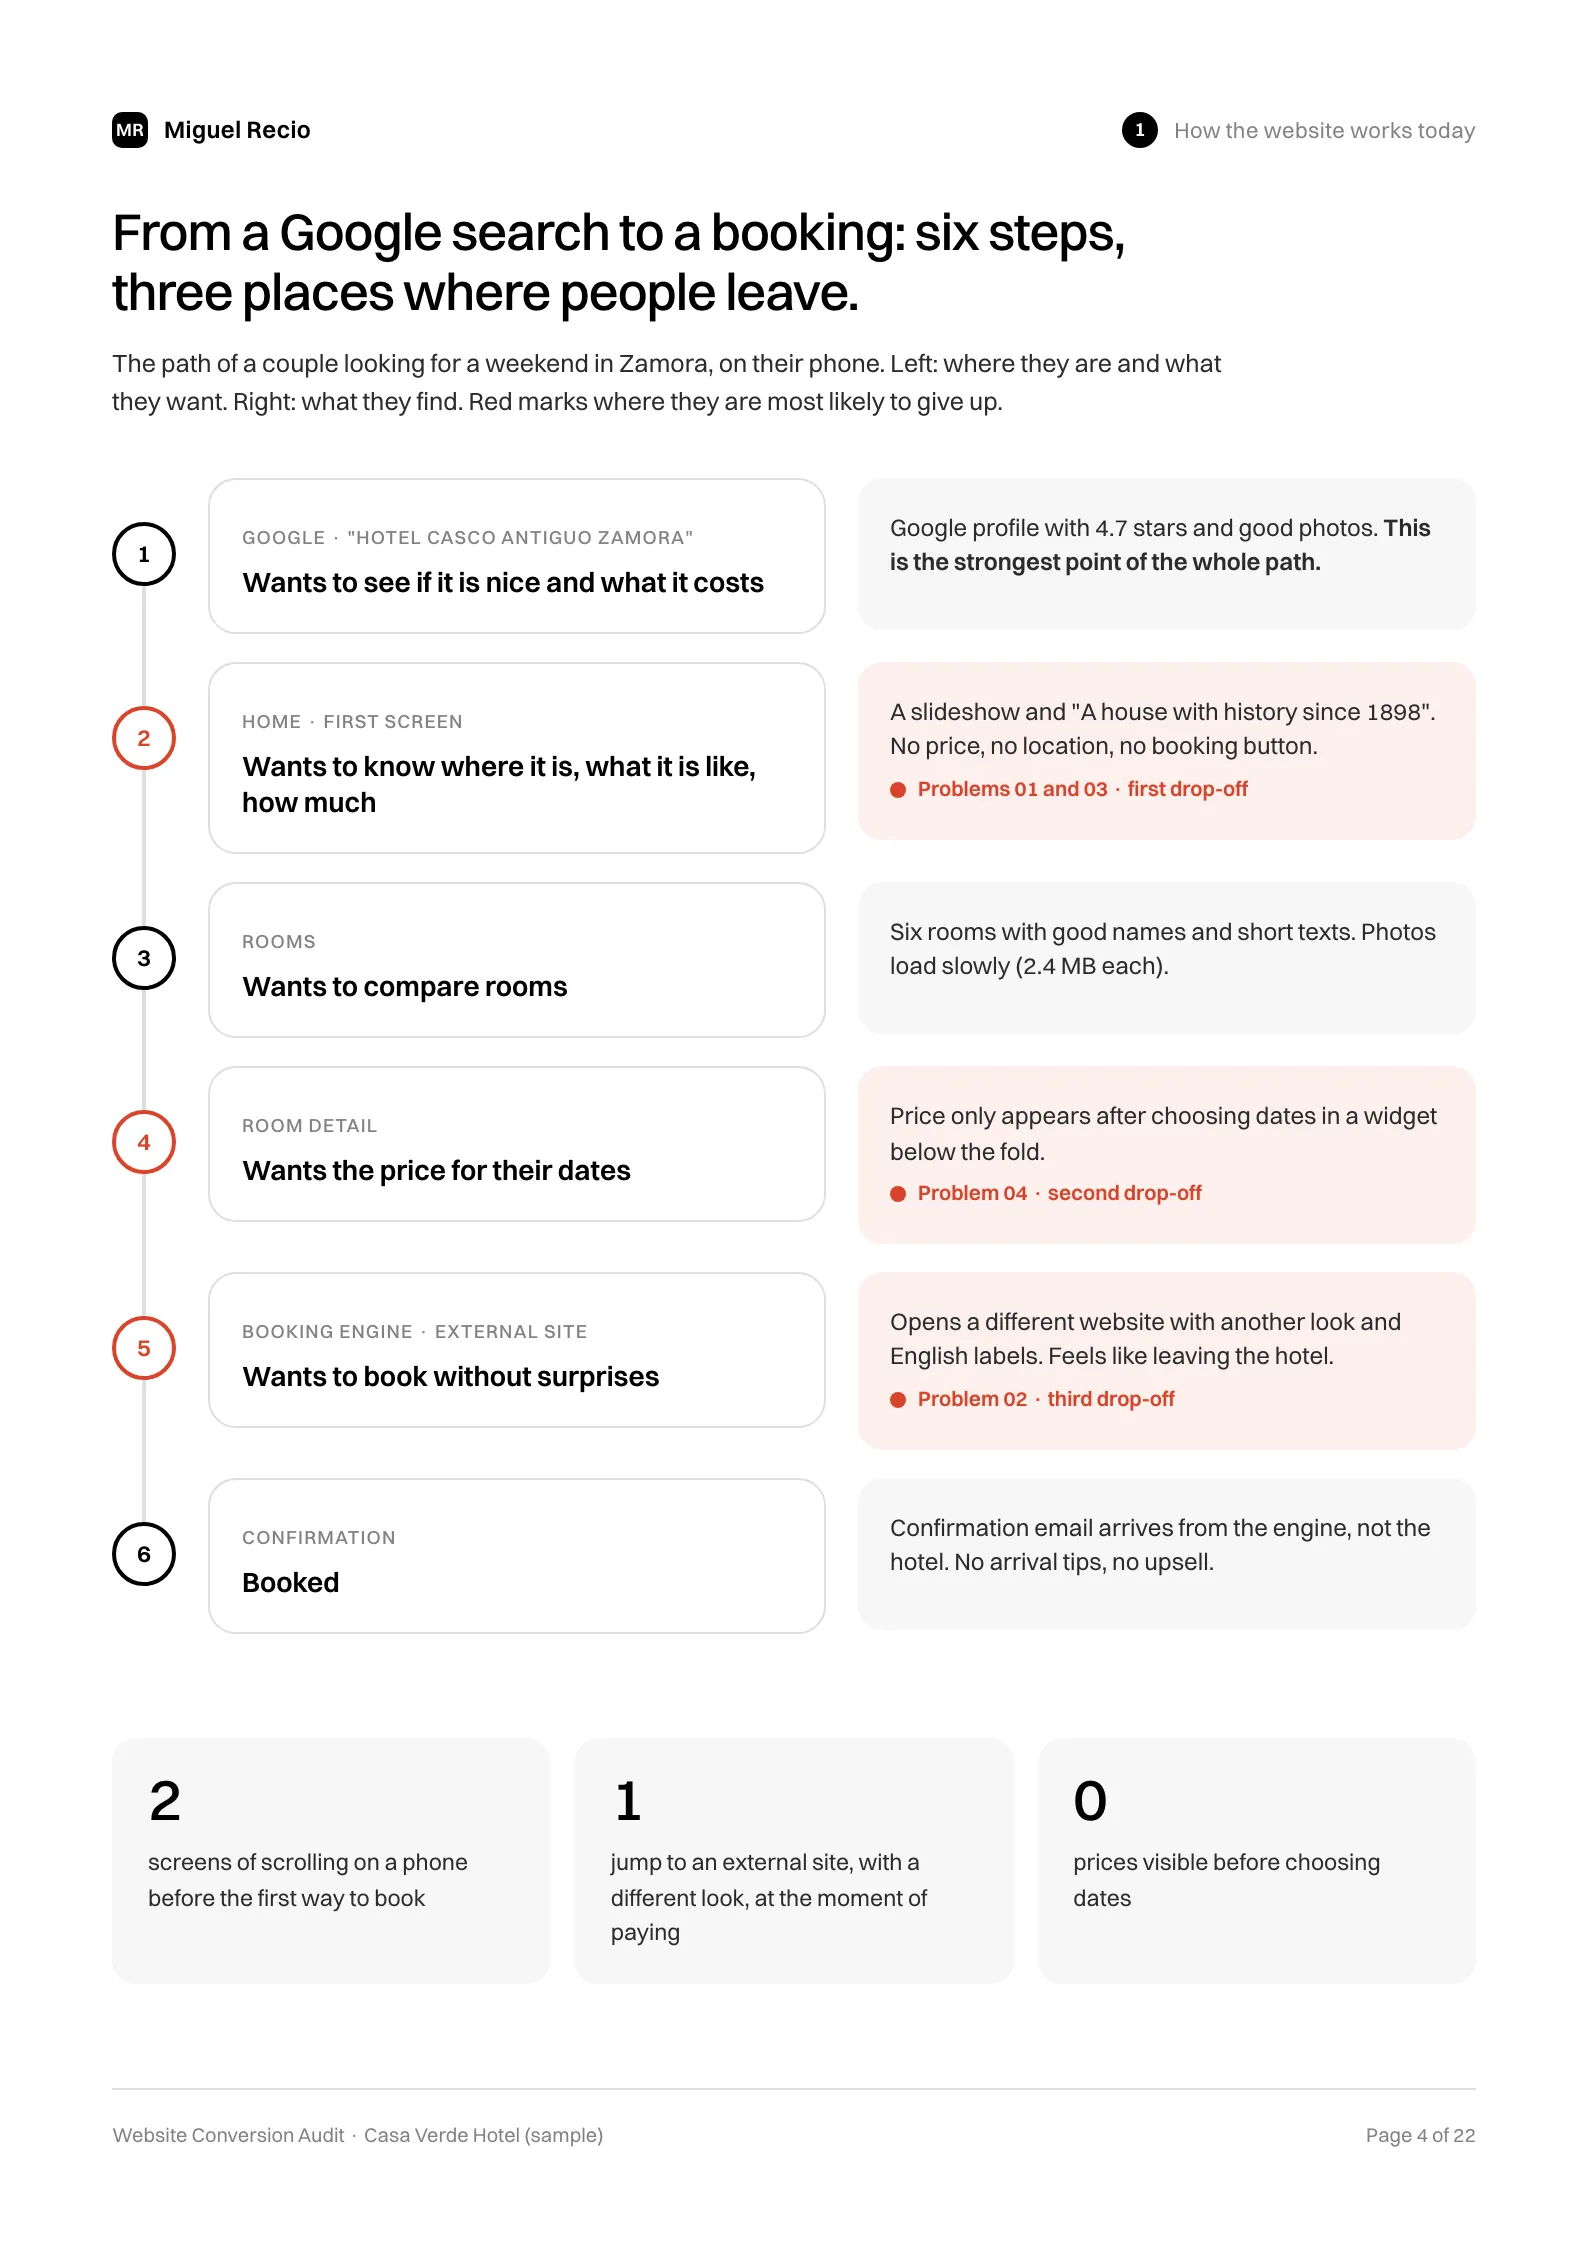 MR Miguel Recio
1 How the website works today
From a Google search to a booking: six steps,
three places where people leave.
The path of a couple looking for a weekend in Zamora, on their phone. Left: where they are and what
they want. Right: what they find. Red marks where they are most likely to give up.
1
GOOGLE · "HOTEL CASCO ANTIGUO ZAMORA"
Wants to see if it is nice and what it costs
Google profile with 4.7 stars and good photos. This
is the strongest point of the whole path.
2
HOME · FIRST SCREEN
Wants to know where it is, what it is like,
how much
A slideshow and "A house with history since 1898".
No price, no location, no booking button.
Problems 01 and 03 · first drop-off
3
ROOMS
Wants to compare rooms
Six rooms with good names and short texts. Photos
load slowly (2.4 MB each).
4
ROOM DETAIL
Wants the price for their dates
Price only appears after choosing dates in a widget
below the fold.
Problem 04 · second drop-off
5
BOOKING ENGINE · EXTERNAL SITE
Wants to book without surprises
Opens a different website with another look and
English labels. Feels like leaving the hotel.
Problem 02 · third drop-off
6
CONFIRMATION
Booked
Confirmation email arrives from the engine, not the
hotel. No arrival tips, no upsell.
2
screens of scrolling on a phone
before the first way to book
1
jump to an external site, with a
different look, at the moment of
paying
0
prices visible before choosing
dates
Website Conversion Audit · Casa Verde Hotel (sample)
Page 4 of 22